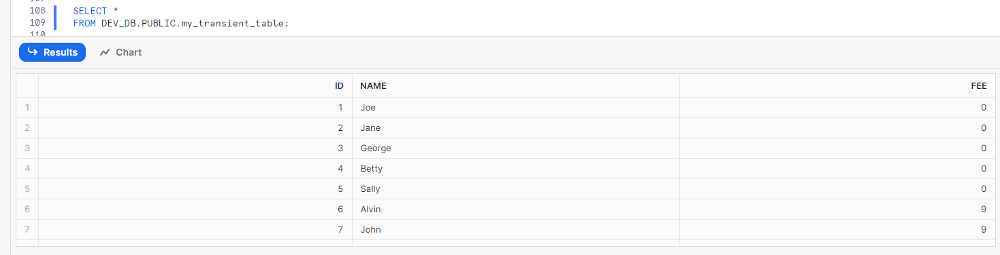 108 SELECT *
109 FROM DEV_DB.PUBLIC.my_transient_table;
110
Results Chart
ID NAME FEE
1 1 Joe 0
2 2 Jane 0
3 3 George 0
4 4 Betty 0
5 5 Sally 0
6 6 Alvin 9
7 7 John 9